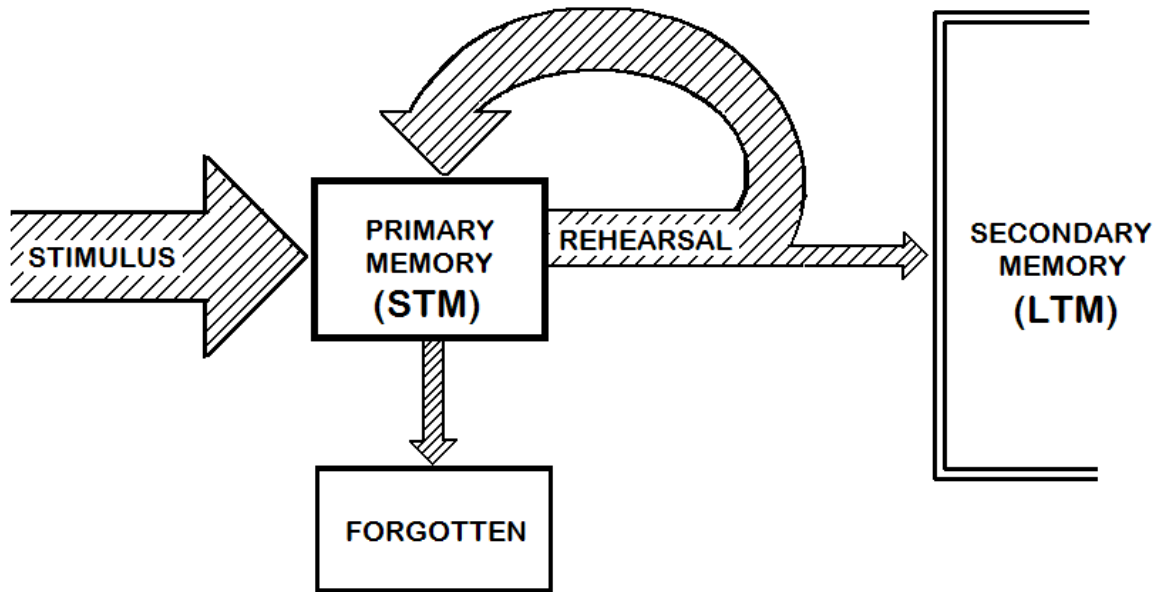 STIMULUS
PRIMARY
MEMORY
(STM)
REHEARSAL
SECONDARY
MEMORY
(LTM)
FORGOTTEN